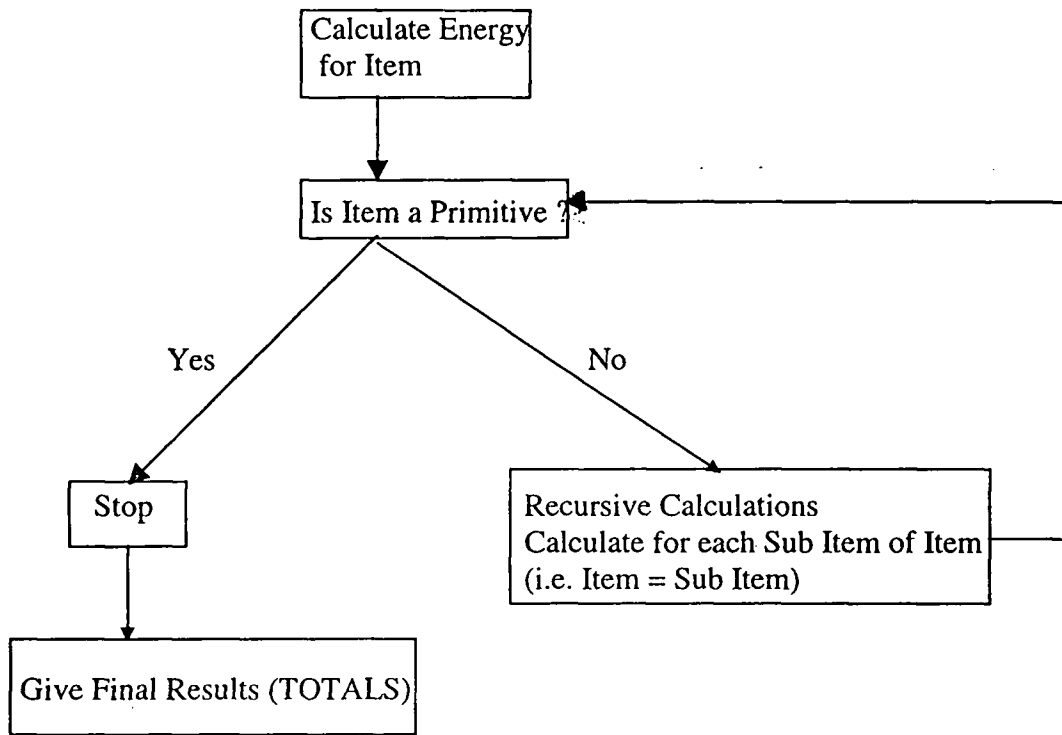 Calculate Energy
for Item
Is Item a Primitive ?
Yes
No
Stop
Recursive Calculations
Calculate for each Sub Item of Item
(i.e. Item = Sub Item)
Give Final Results (TOTALS)